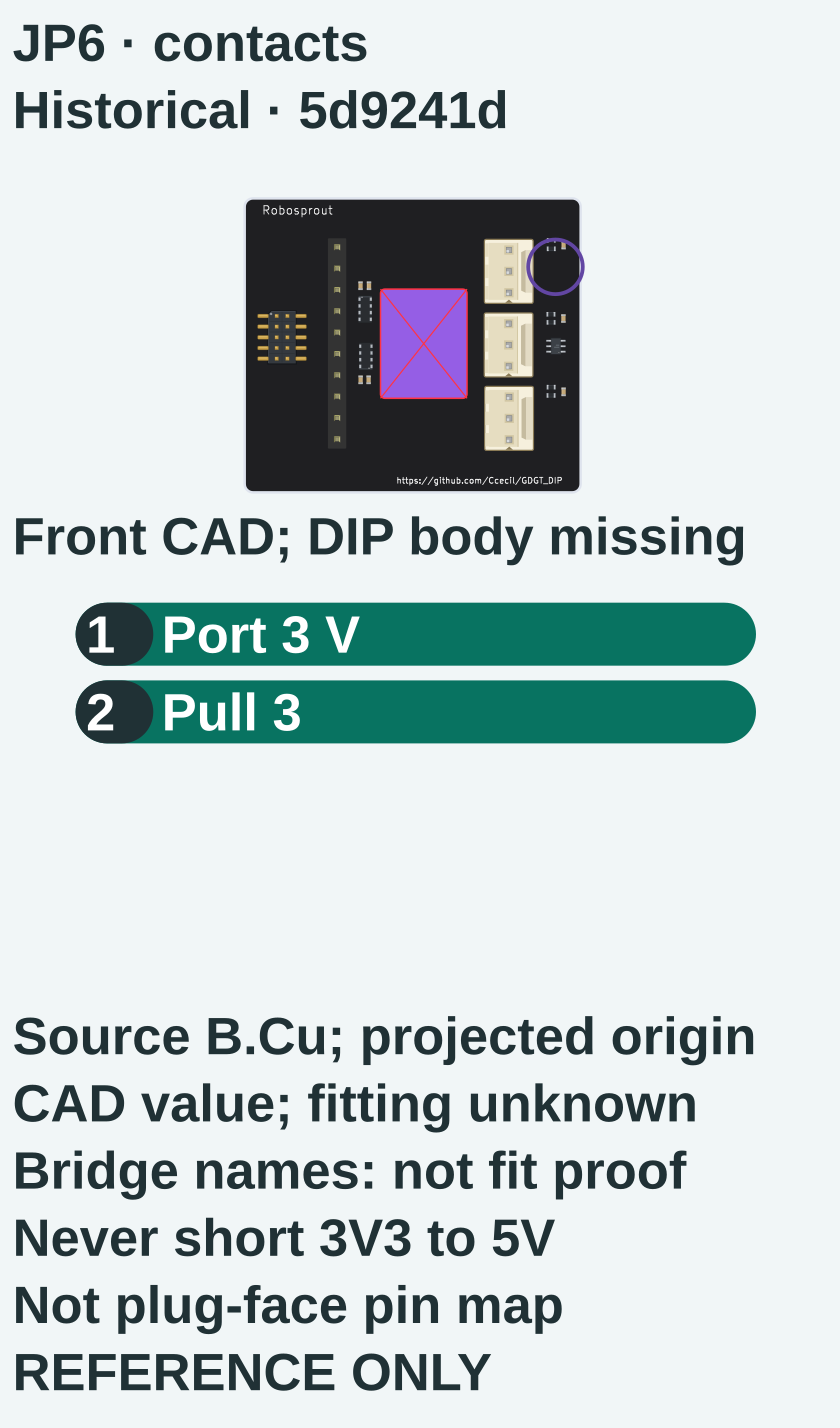 JP6 · contacts
Historical · 5d9241d
Robosprout
https://github.com/Ccecil/GDGT_DIP
Front CAD; DIP body missing
1 Port 3 V
2 Pull 3
Source B.Cu; projected origin
CAD value; fitting unknown
Bridge names: not fit proof
Never short 3V3 to 5V
Not plug-face pin map
REFERENCE ONLY